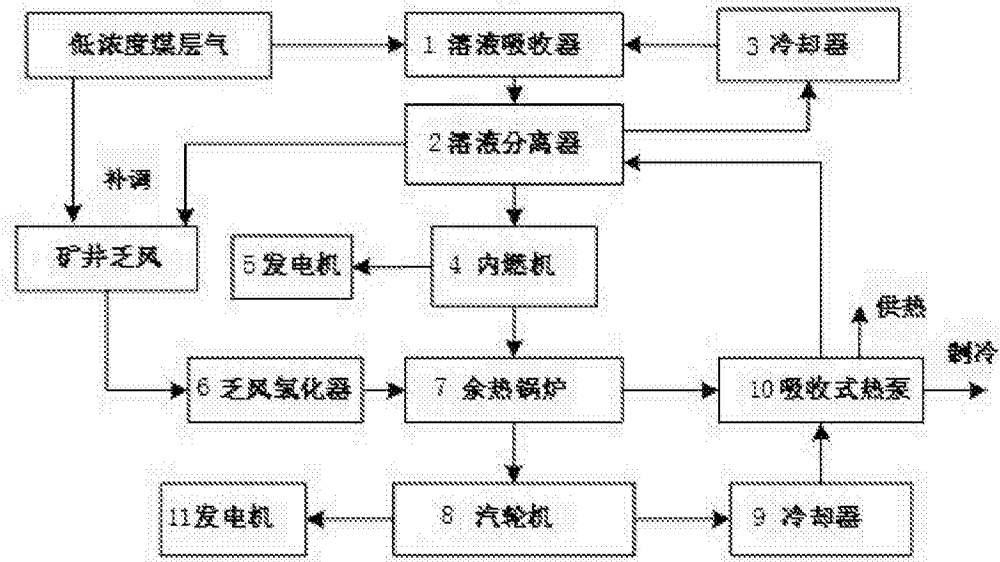 低浓度煤层气
1 溶液吸收器
3 冷却器
2 溶液分离器
补调
矿井乏风
5 发电机
4 内燃机
供热
制冷
6 乏风氧化器
7 余热锅炉
10 吸收式热泵
11 发电机
8 汽轮机
9 冷却器